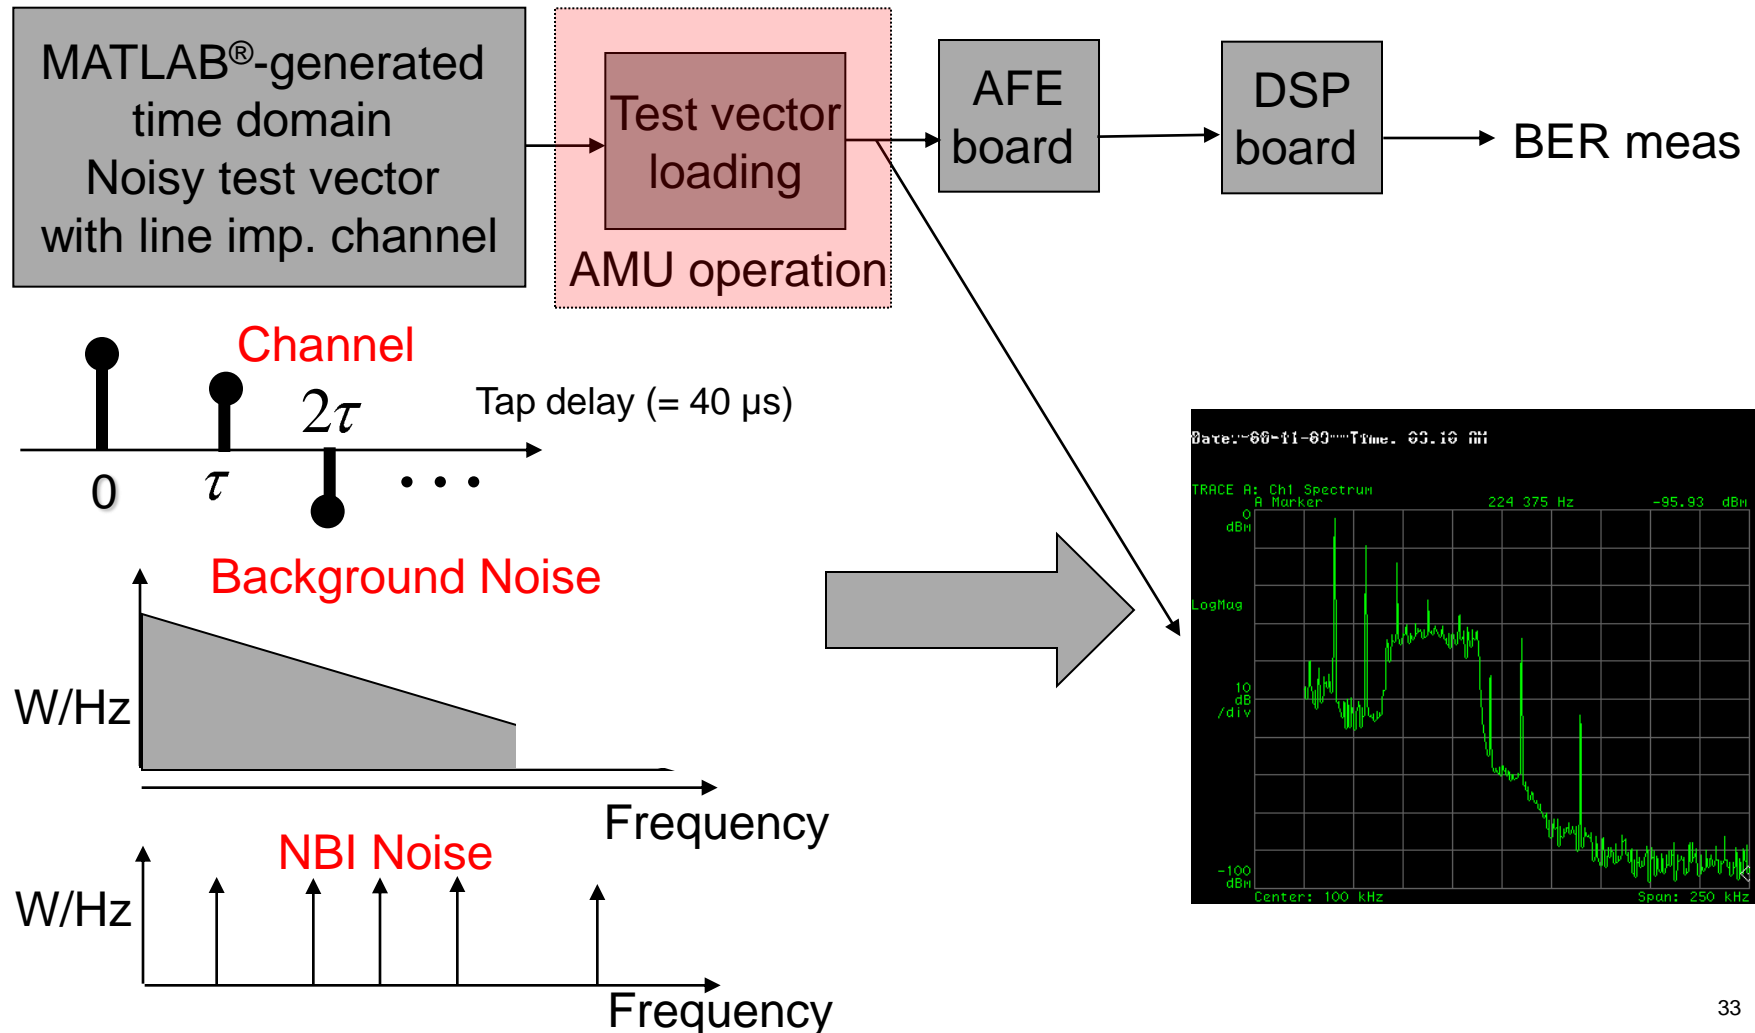 MATLAB®-generated
time domain
Noisy test vector
with line imp. channel
Test vector
loading
AMU operation
AFE
board
DSP
board
BER meas
Channel
0
τ
2τ
• • •
Tap delay (= 40 µs)
Background Noise
W/Hz
Frequency
NBI Noise
W/Hz
Frequency
TRACE A: Ch1 Spectrum
A Marker 224 375 Hz -95.93 dBm
0
dBm
LogMag
10
dB
/div
-100
dBm
Center: 100 kHz Span: 250 kHz
33